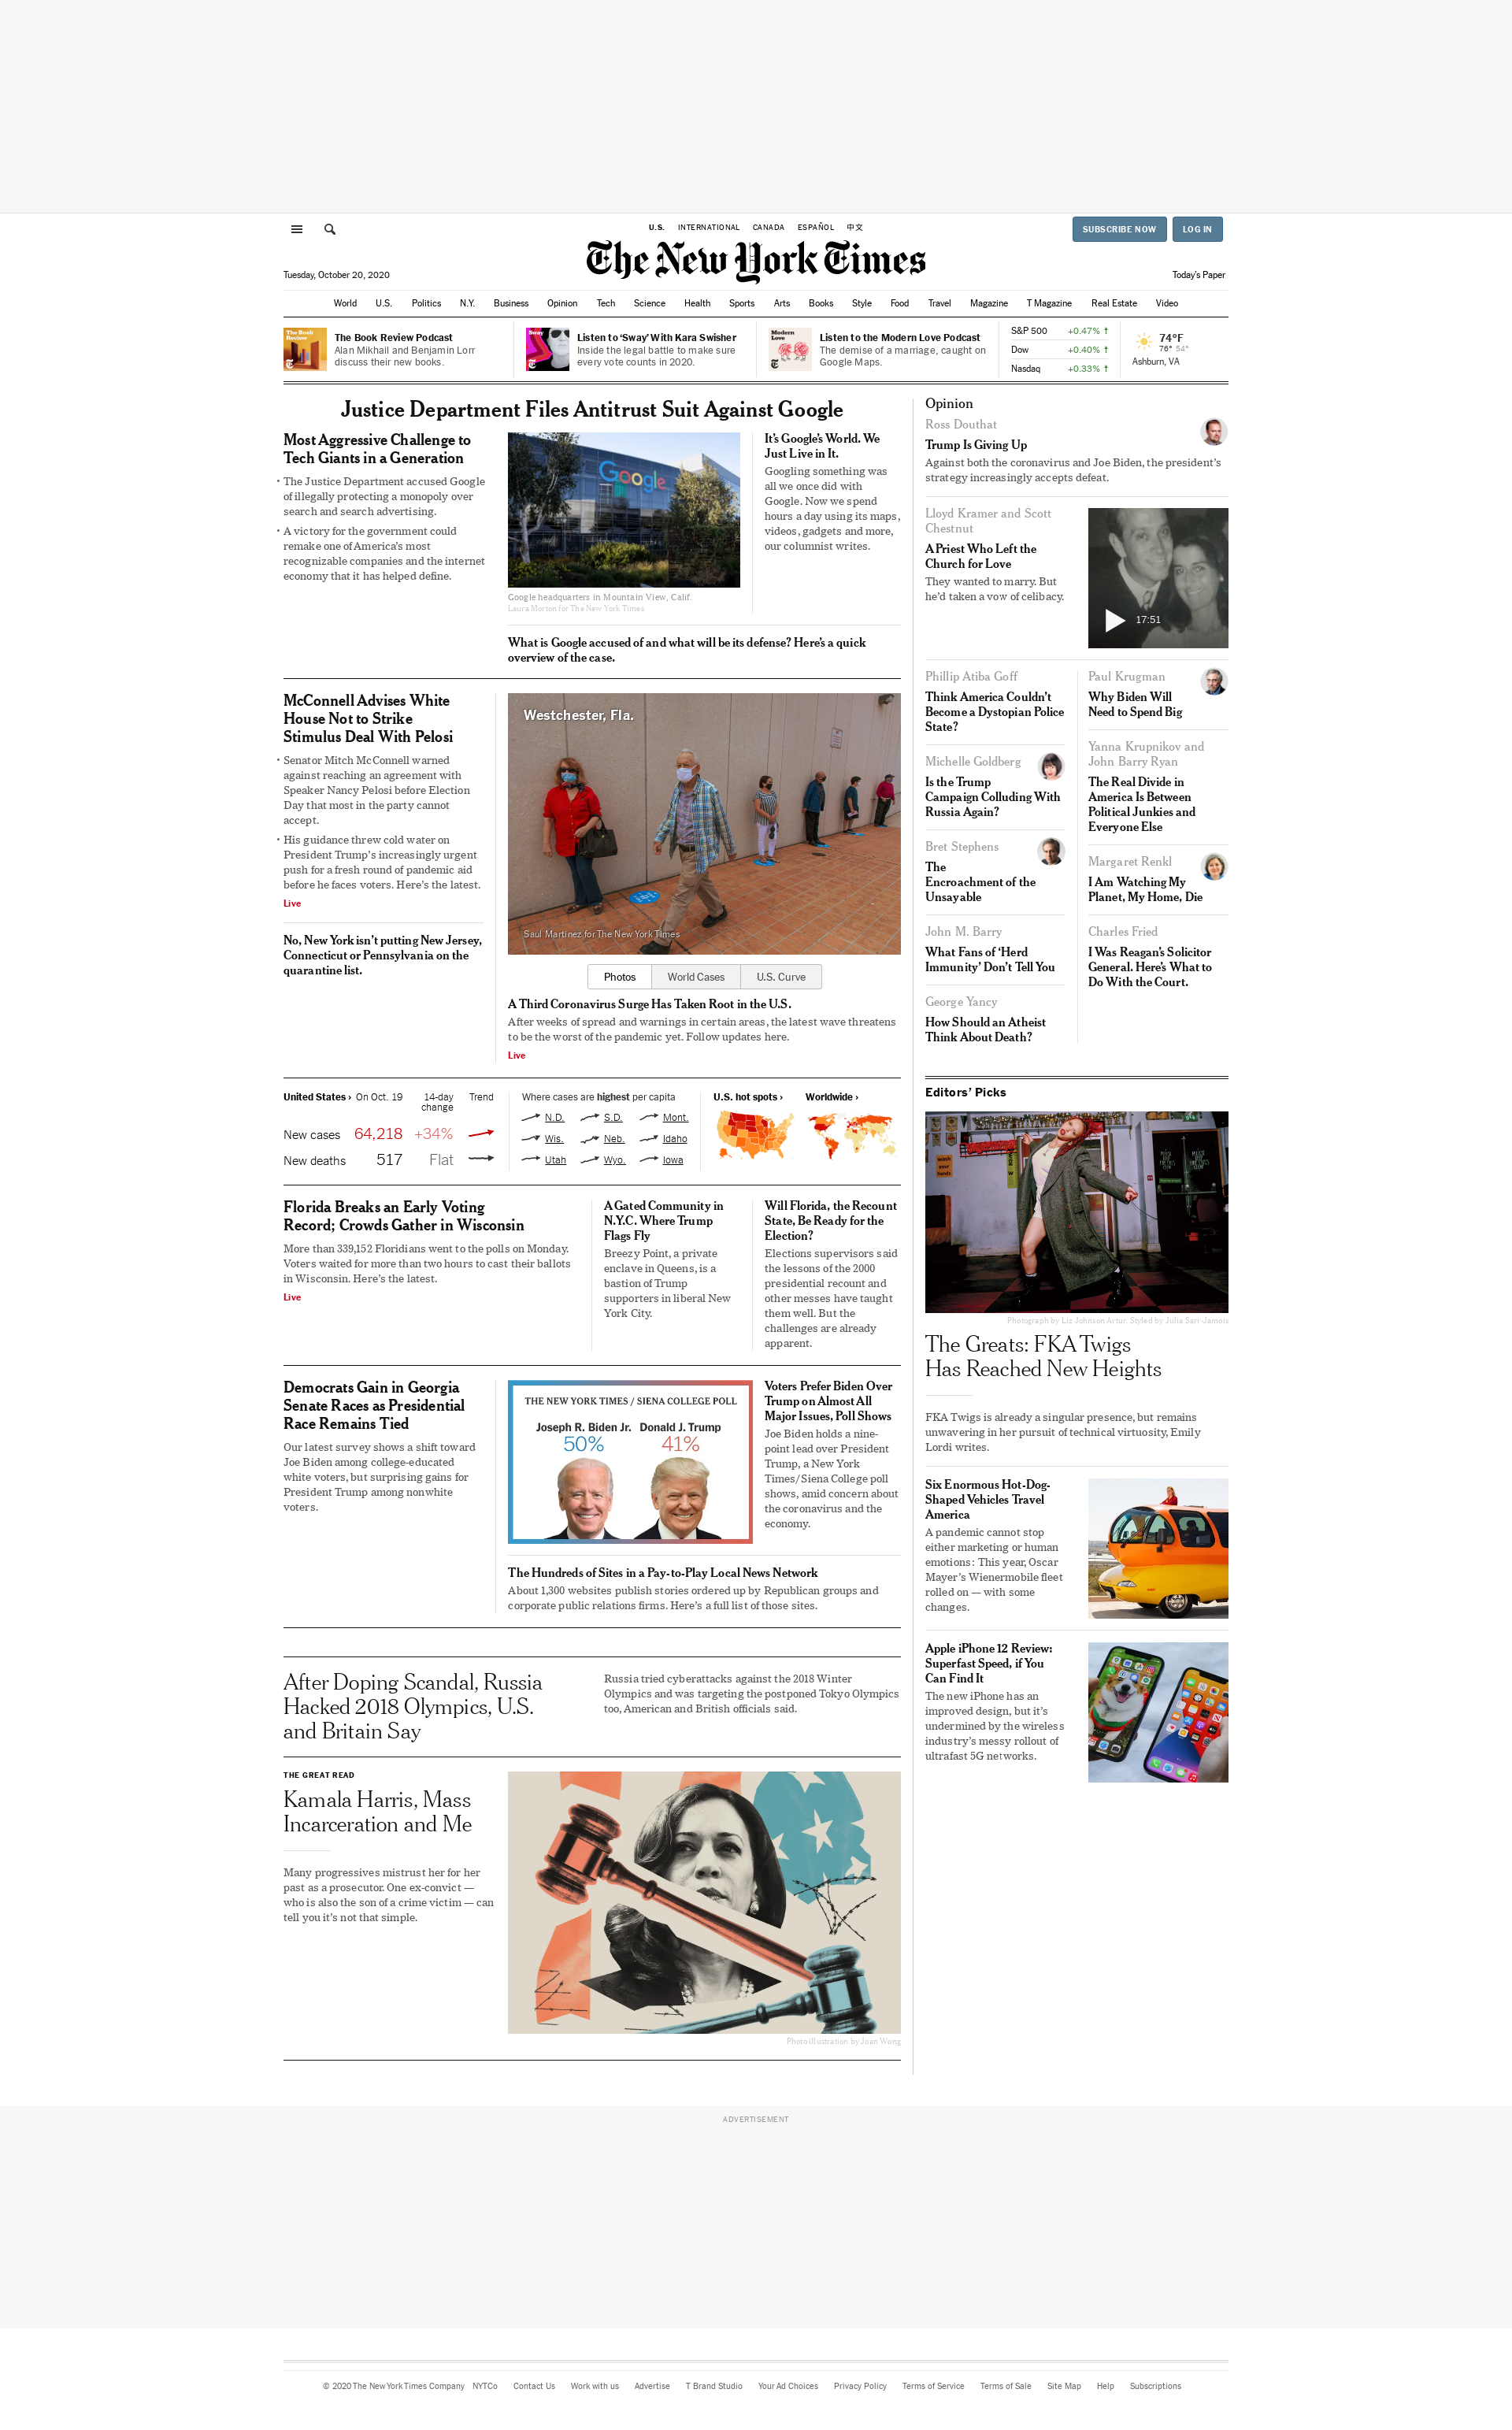 U.S. INTERNATIONAL CANADA ESPAÑOL 中文
SUBSCRIBE NOW
LOG IN
The New York Times
Tuesday, October 20, 2020
Today's Paper
World U.S. Politics N.Y. Business Opinion Tech Science Health Sports Arts Books Style Food Travel Magazine T Magazine Real Estate Video
The Book Review
The Book Review Podcast
Alan Mikhail and Benjamin Lorr
discuss their new books.
Sway
Listen to ‘Sway’ With Kara Swisher
Inside the legal battle to make sure
every vote counts in 2020.
Modern Love
Listen to the Modern Love Podcast
The demise of a marriage, caught on
Google Maps.
S&P 500 +0.47% ↑
Dow +0.40% ↑
Nasdaq +0.33% ↑
74°F
76° 54°
Ashburn, VA
Justice Department Files Antitrust Suit Against Google
Most Aggressive Challenge to
Tech Giants in a Generation
• The Justice Department accused Google
of illegally protecting a monopoly over
search and search advertising.
• A victory for the government could
remake one of America's most
recognizable companies and the internet
economy that it has helped define.
Google
Google headquarters in Mountain View, Calif.
Laura Morton for The New York Times
It's Google's World. We
Just Live in It.
Googling something was
all we once did with
Google. Now we spend
hours a day using its maps,
videos, gadgets and more,
our columnist writes.
What is Google accused of and what will be its defense? Here's a quick
overview of the case.
McConnell Advises White
House Not to Strike
Stimulus Deal With Pelosi
• Senator Mitch McConnell warned
against reaching an agreement with
Speaker Nancy Pelosi before Election
Day that most in the party cannot
accept.
• His guidance threw cold water on
President Trump's increasingly urgent
push for a fresh round of pandemic aid
before he faces voters. Here's the latest.
Live
No, New York isn't putting New Jersey,
Connecticut or Pennsylvania on the
quarantine list.
Westchester, Fla.
Saul Martinez for The New York Times
Photos World Cases U.S. Curve
A Third Coronavirus Surge Has Taken Root in the U.S.
After weeks of spread and warnings in certain areas, the latest wave threatens
to be the worst of the pandemic yet. Follow updates here.
Live
United States › On Oct. 19 14-day change Trend
New cases 64,218 +34%
New deaths 517 Flat
Where cases are highest per capita
N.D. S.D. Mont.
Wis. Neb. Idaho
Utah Wyo. Iowa
U.S. hot spots › Worldwide ›
Florida Breaks an Early Voting
Record; Crowds Gather in Wisconsin
More than 339,152 Floridians went to the polls on Monday.
Voters waited for more than two hours to cast their ballots
in Wisconsin. Here's the latest.
Live
A Gated Community in
N.Y.C. Where Trump
Flags Fly
Breezy Point, a private
enclave in Queens, is a
bastion of Trump
supporters in liberal New
York City.
Will Florida, the Recount
State, Be Ready for the
Election?
Elections supervisors said
the lessons of the 2000
presidential recount and
other messes have taught
them well. But the
challenges are already
apparent.
Democrats Gain in Georgia
Senate Races as Presidential
Race Remains Tied
Our latest survey shows a shift toward
Joe Biden among college-educated
white voters, but surprising gains for
President Trump among nonwhite
voters.
THE NEW YORK TIMES / SIENA COLLEGE POLL
Joseph R. Biden Jr. Donald J. Trump
50% 41%
Voters Prefer Biden Over
Trump on Almost All
Major Issues, Poll Shows
Joe Biden holds a nine-
point lead over President
Trump, a New York
Times/Siena College poll
shows, amid concern about
the coronavirus and the
economy.
The Hundreds of Sites in a Pay-to-Play Local News Network
About 1,300 websites publish stories ordered up by Republican groups and
corporate public relations firms. Here's a full list of those sites.
After Doping Scandal, Russia
Hacked 2018 Olympics, U.S.
and Britain Say
Russia tried cyberattacks against the 2018 Winter
Olympics and was targeting the postponed Tokyo Olympics
too, American and British officials said.
THE GREAT READ
Kamala Harris, Mass
Incarceration and Me
Many progressives mistrust her for her
past as a prosecutor. One ex-convict —
who is also the son of a crime victim — can
tell you it's not that simple.
Photo illustration by Joan Wong
Opinion
Ross Douthat
Trump Is Giving Up
Against both the coronavirus and Joe Biden, the president's
strategy increasingly accepts defeat.
Lloyd Kramer and Scott
Chestnut
A Priest Who Left the
Church for Love
They wanted to marry. But
he'd taken a vow of celibacy.
17:51
Phillip Atiba Goff
Think America Couldn't
Become a Dystopian Police
State?
Michelle Goldberg
Is the Trump
Campaign Colluding With
Russia Again?
Bret Stephens
The
Encroachment of the
Unsayable
John M. Barry
What Fans of ‘Herd
Immunity’ Don't Tell You
George Yancy
How Should an Atheist
Think About Death?
Paul Krugman
Why Biden Will
Need to Spend Big
Yanna Krupnikov and
John Barry Ryan
The Real Divide in
America Is Between
Political Junkies and
Everyone Else
Margaret Renkl
I Am Watching My
Planet, My Home, Die
Charles Fried
I Was Reagan's Solicitor
General. Here's What to
Do With the Court.
Editors’ Picks
wash
your
hands
Photograph by Liz Johnson Artur. Styled by Julia Sarr-Jamois
The Greats: FKA Twigs
Has Reached New Heights
FKA Twigs is already a singular presence, but remains
unwavering in her pursuit of technical virtuosity, Emily
Lordi writes.
Six Enormous Hot-Dog-
Shaped Vehicles Travel
America
A pandemic cannot stop
either marketing or human
emotions: This year, Oscar
Mayer's Wienermobile fleet
rolled on — with some
changes.
Apple iPhone 12 Review:
Superfast Speed, if You
Can Find It
The new iPhone has an
improved design, but it's
undermined by the wireless
industry's messy rollout of
ultrafast 5G networks.
ADVERTISEMENT
© 2020 The New York Times Company NYTCo Contact Us Work with us Advertise T Brand Studio Your Ad Choices Privacy Policy Terms of Service Terms of Sale Site Map Help Subscriptions